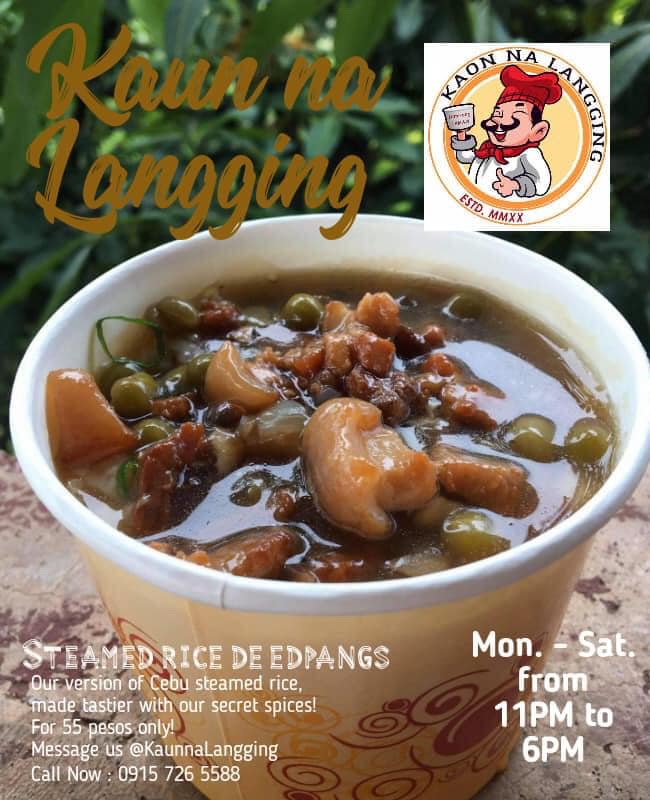 Kaun na
Langging
KAON NA LANGGING
ESTD. MMXX
STEAMED RICE DE EDPANGS
Our version of Cebu steamed rice,
made tastier with our secret spices!
For 55 pesos only!
Message us @KaunnaLangging
Call Now : 0915 726 5588
Mon. - Sat.
from
11PM to
6PM